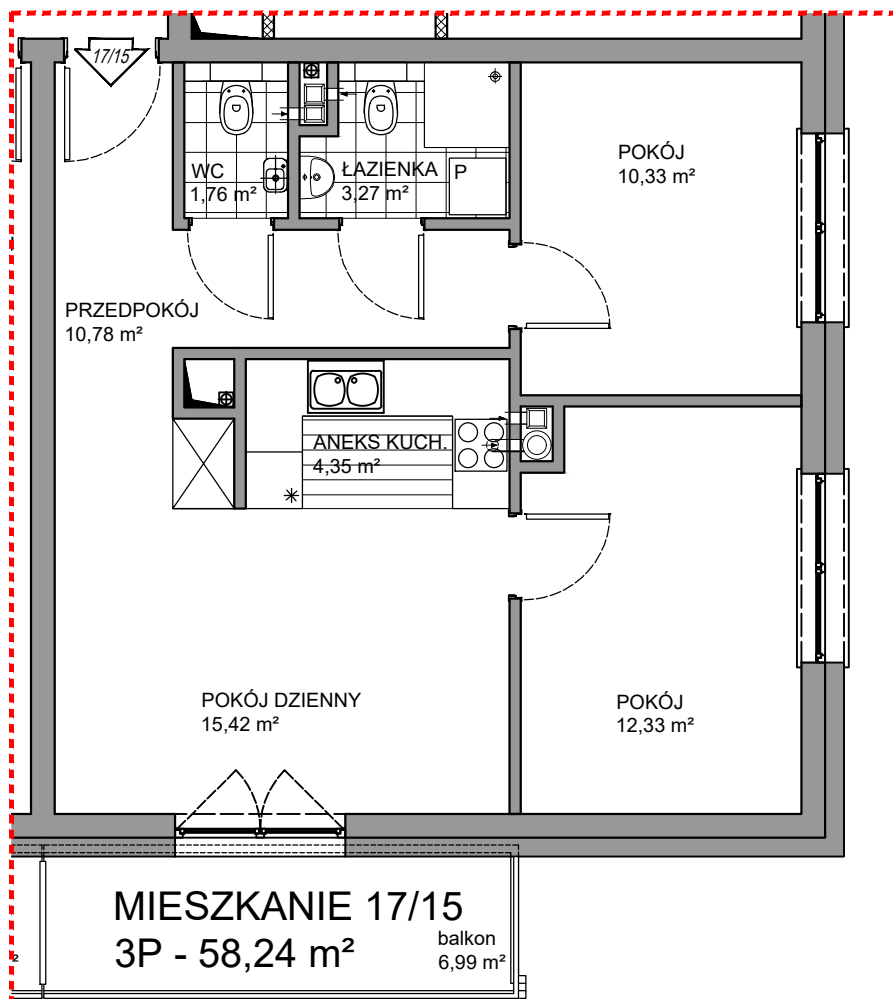 17/15
WC
1,76 m²
ŁAZIENKA
3,27 m²
P
POKÓJ
10,33 m²
PRZEDPOKÓJ
10,78 m²
ANEKS KUCH.
4,35 m²
POKÓJ DZIENNY
15,42 m²
POKÓJ
12,33 m²
MIESZKANIE 17/15
3P - 58,24 m²
balkon
6,99 m²
²